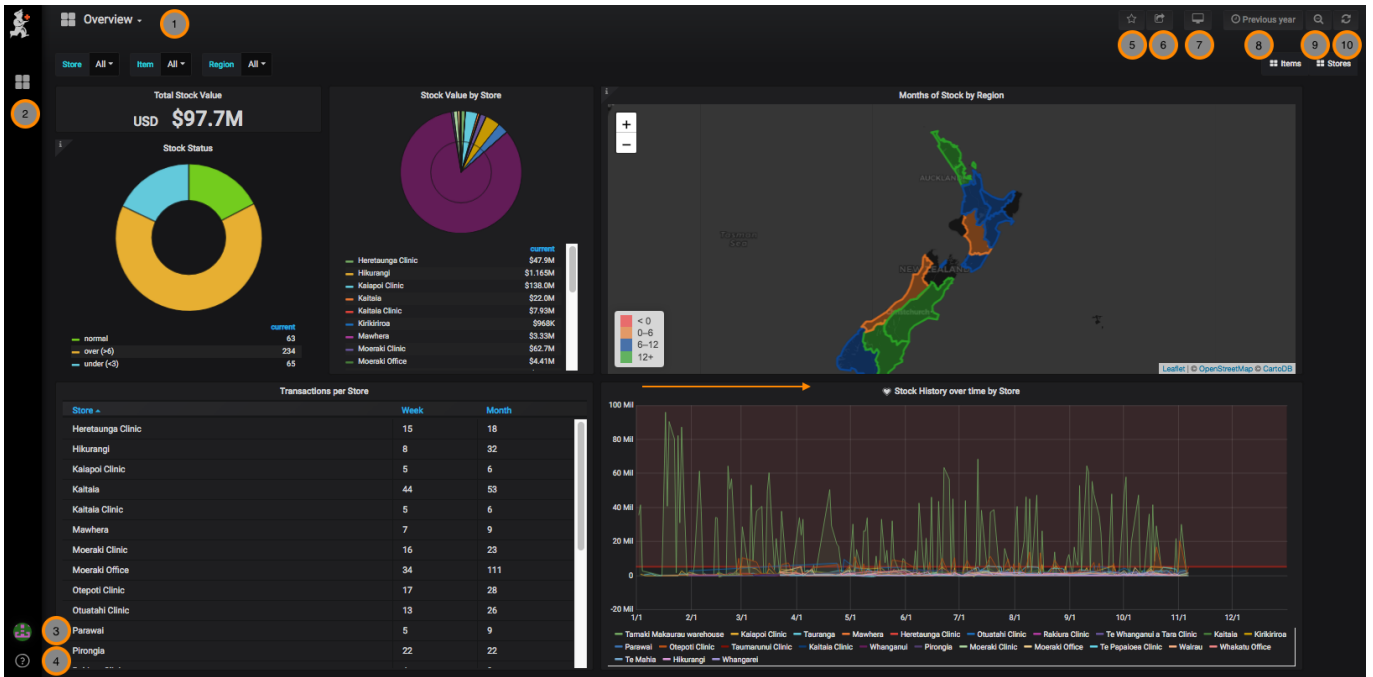 Overview
1
Previous year
5
6
7
8
9
10
Store All Item All Region All
Items Stores
2
Total Stock Value
USD $97.7M
i
Stock Status
current
normal 63
over (>6) 234
under (<3) 65
Stock Value by Store
current
Heretaunga Clinic $47.9M
Hikurangi $1.165M
Kaiapoi Clinic $138.0M
Kaitaia $22.0M
Kaitaia Clinic $7.93M
Kirikiriroa $968K
Mawhera $3.33M
Moeraki Clinic $62.7M
Moeraki Office $4.41M
i
Months of Stock by Region
+
−
AUCKLAND
Tasman
Sea
NEW ZEALAND
Christchurch
< 0
0–6
6–12
12+
Leaflet | © OpenStreetMap © CartoDB
Transactions per Store
Store Week Month
Heretaunga Clinic 15 18
Hikurangi 8 32
Kaiapoi Clinic 5 6
Kaitaia 44 53
Kaitaia Clinic 5 6
Mawhera 7 9
Moeraki Clinic 16 23
Moeraki Office 34 111
Otepoti Clinic 17 28
Otuatahi Clinic 13 26
Parawai 5 9
Pirongia 22 22
3
4
?
Stock History over time by Store
100 Mil
80 Mil
60 Mil
40 Mil
20 Mil
0
-20 Mil
1/1 2/1 3/1 4/1 5/1 6/1 7/1 8/1 9/1 10/1 11/1 12/1
Tamaki Makaurau warehouse Kaiapoi Clinic Tauranga Mawhera Heretaunga Clinic Otuatahi Clinic Rakiura Clinic Te Whanganui a Tara Clinic Kaitaia Kirikiriroa
Parawai Otepoti Clinic Taumarunui Clinic Kaitaia Clinic Whanganui Pirongia Moeraki Clinic Moeraki Office Te Papaioea Clinic Wairau Whakatu Office
Te Mahia Hikurangi Whangarei